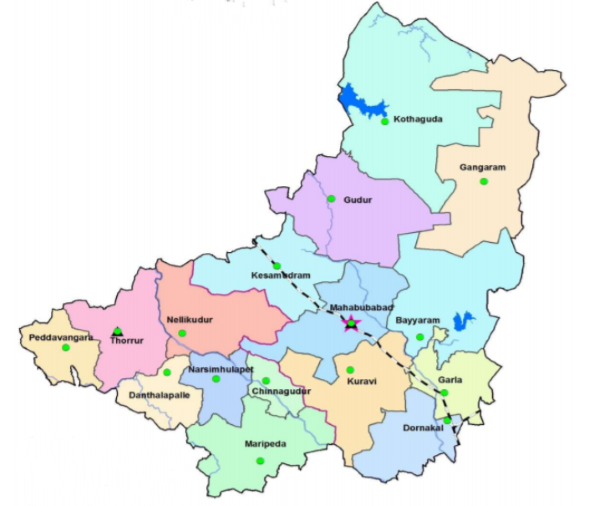 Kothaguda
Gangaram
Gudur
Kesamudram
Mahabubabad
Nellikudur
Bayyaram
Peddavangara
Thorrur
Narsimhulapet
Kuravi
Garla
Danthalapalle
Chinnagudur
Dornakal
Maripeda